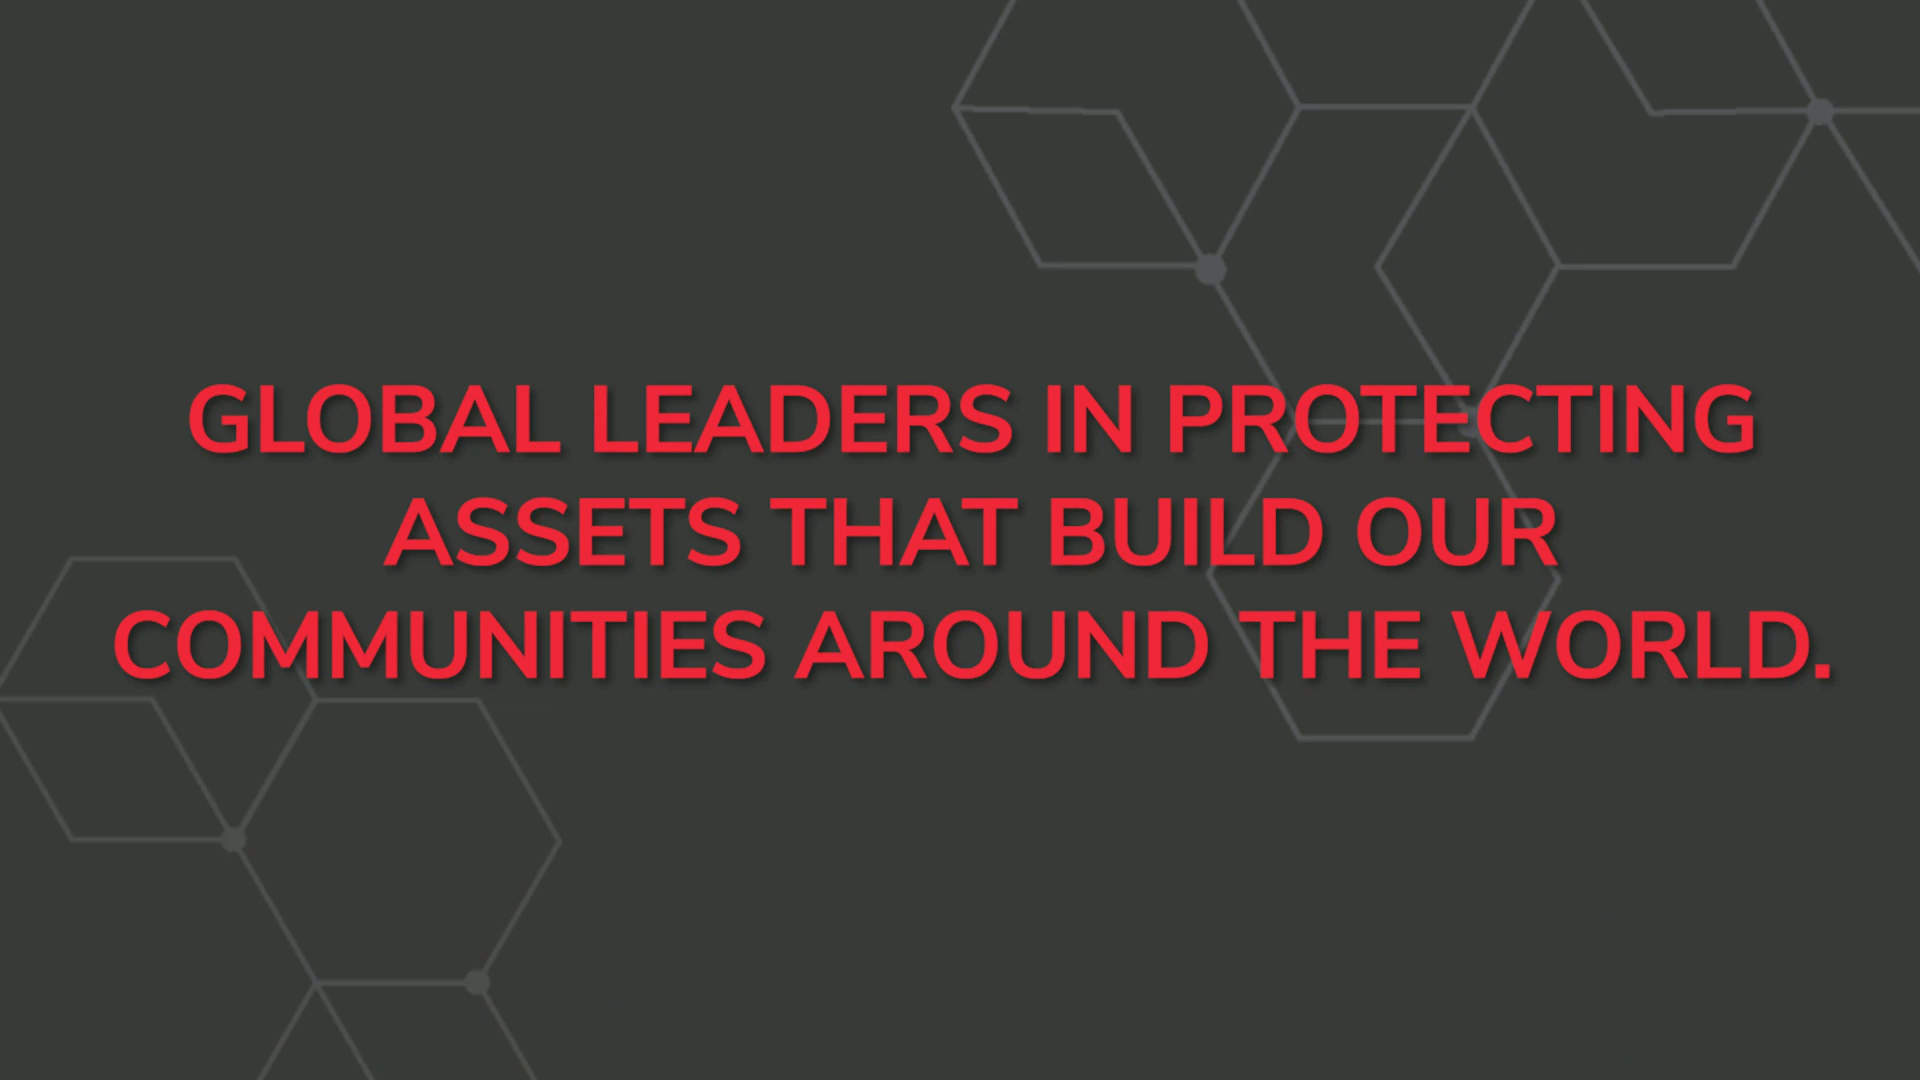 GLOBAL LEADERS IN PROTECTING
ASSETS THAT BUILD OUR
COMMUNITIES AROUND THE WORLD.